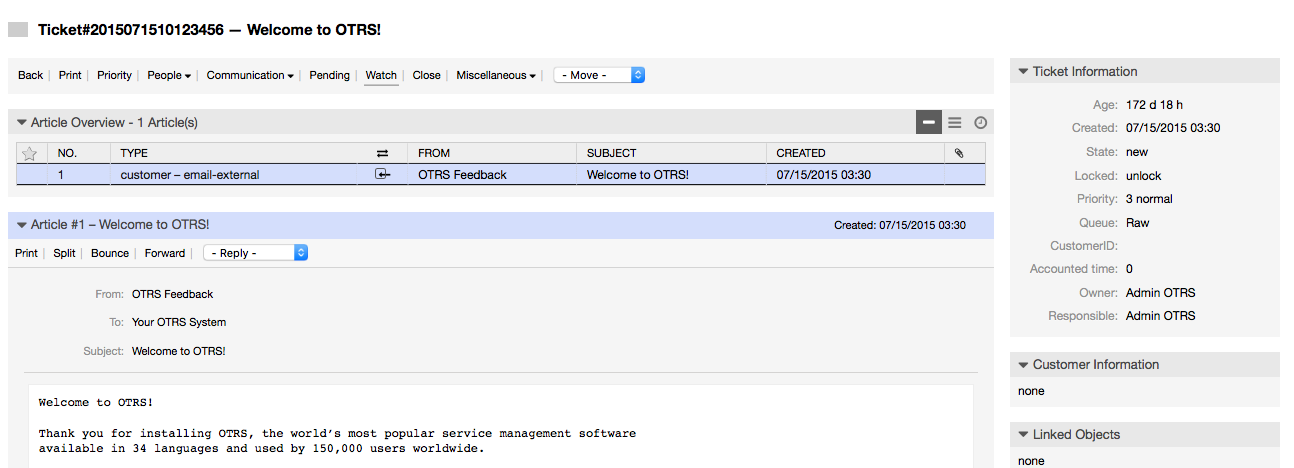 Ticket#2015071510123456 — Welcome to OTRS!
Back Print Priority People Communication Pending Watch Close Miscellaneous - Move -
Article Overview - 1 Article(s)
NO. TYPE FROM SUBJECT CREATED
1 customer – email-external OTRS Feedback Welcome to OTRS! 07/15/2015 03:30
Article #1 – Welcome to OTRS! Created: 07/15/2015 03:30
Print Split Bounce Forward - Reply -
From: OTRS Feedback
To: Your OTRS System
Subject: Welcome to OTRS!
Welcome to OTRS!
Thank you for installing OTRS, the world’s most popular service management software
available in 34 languages and used by 150,000 users worldwide.
Ticket Information
Age: 172 d 18 h
Created: 07/15/2015 03:30
State: new
Locked: unlock
Priority: 3 normal
Queue: Raw
CustomerID:
Accounted time: 0
Owner: Admin OTRS
Responsible: Admin OTRS
Customer Information
none
Linked Objects
none